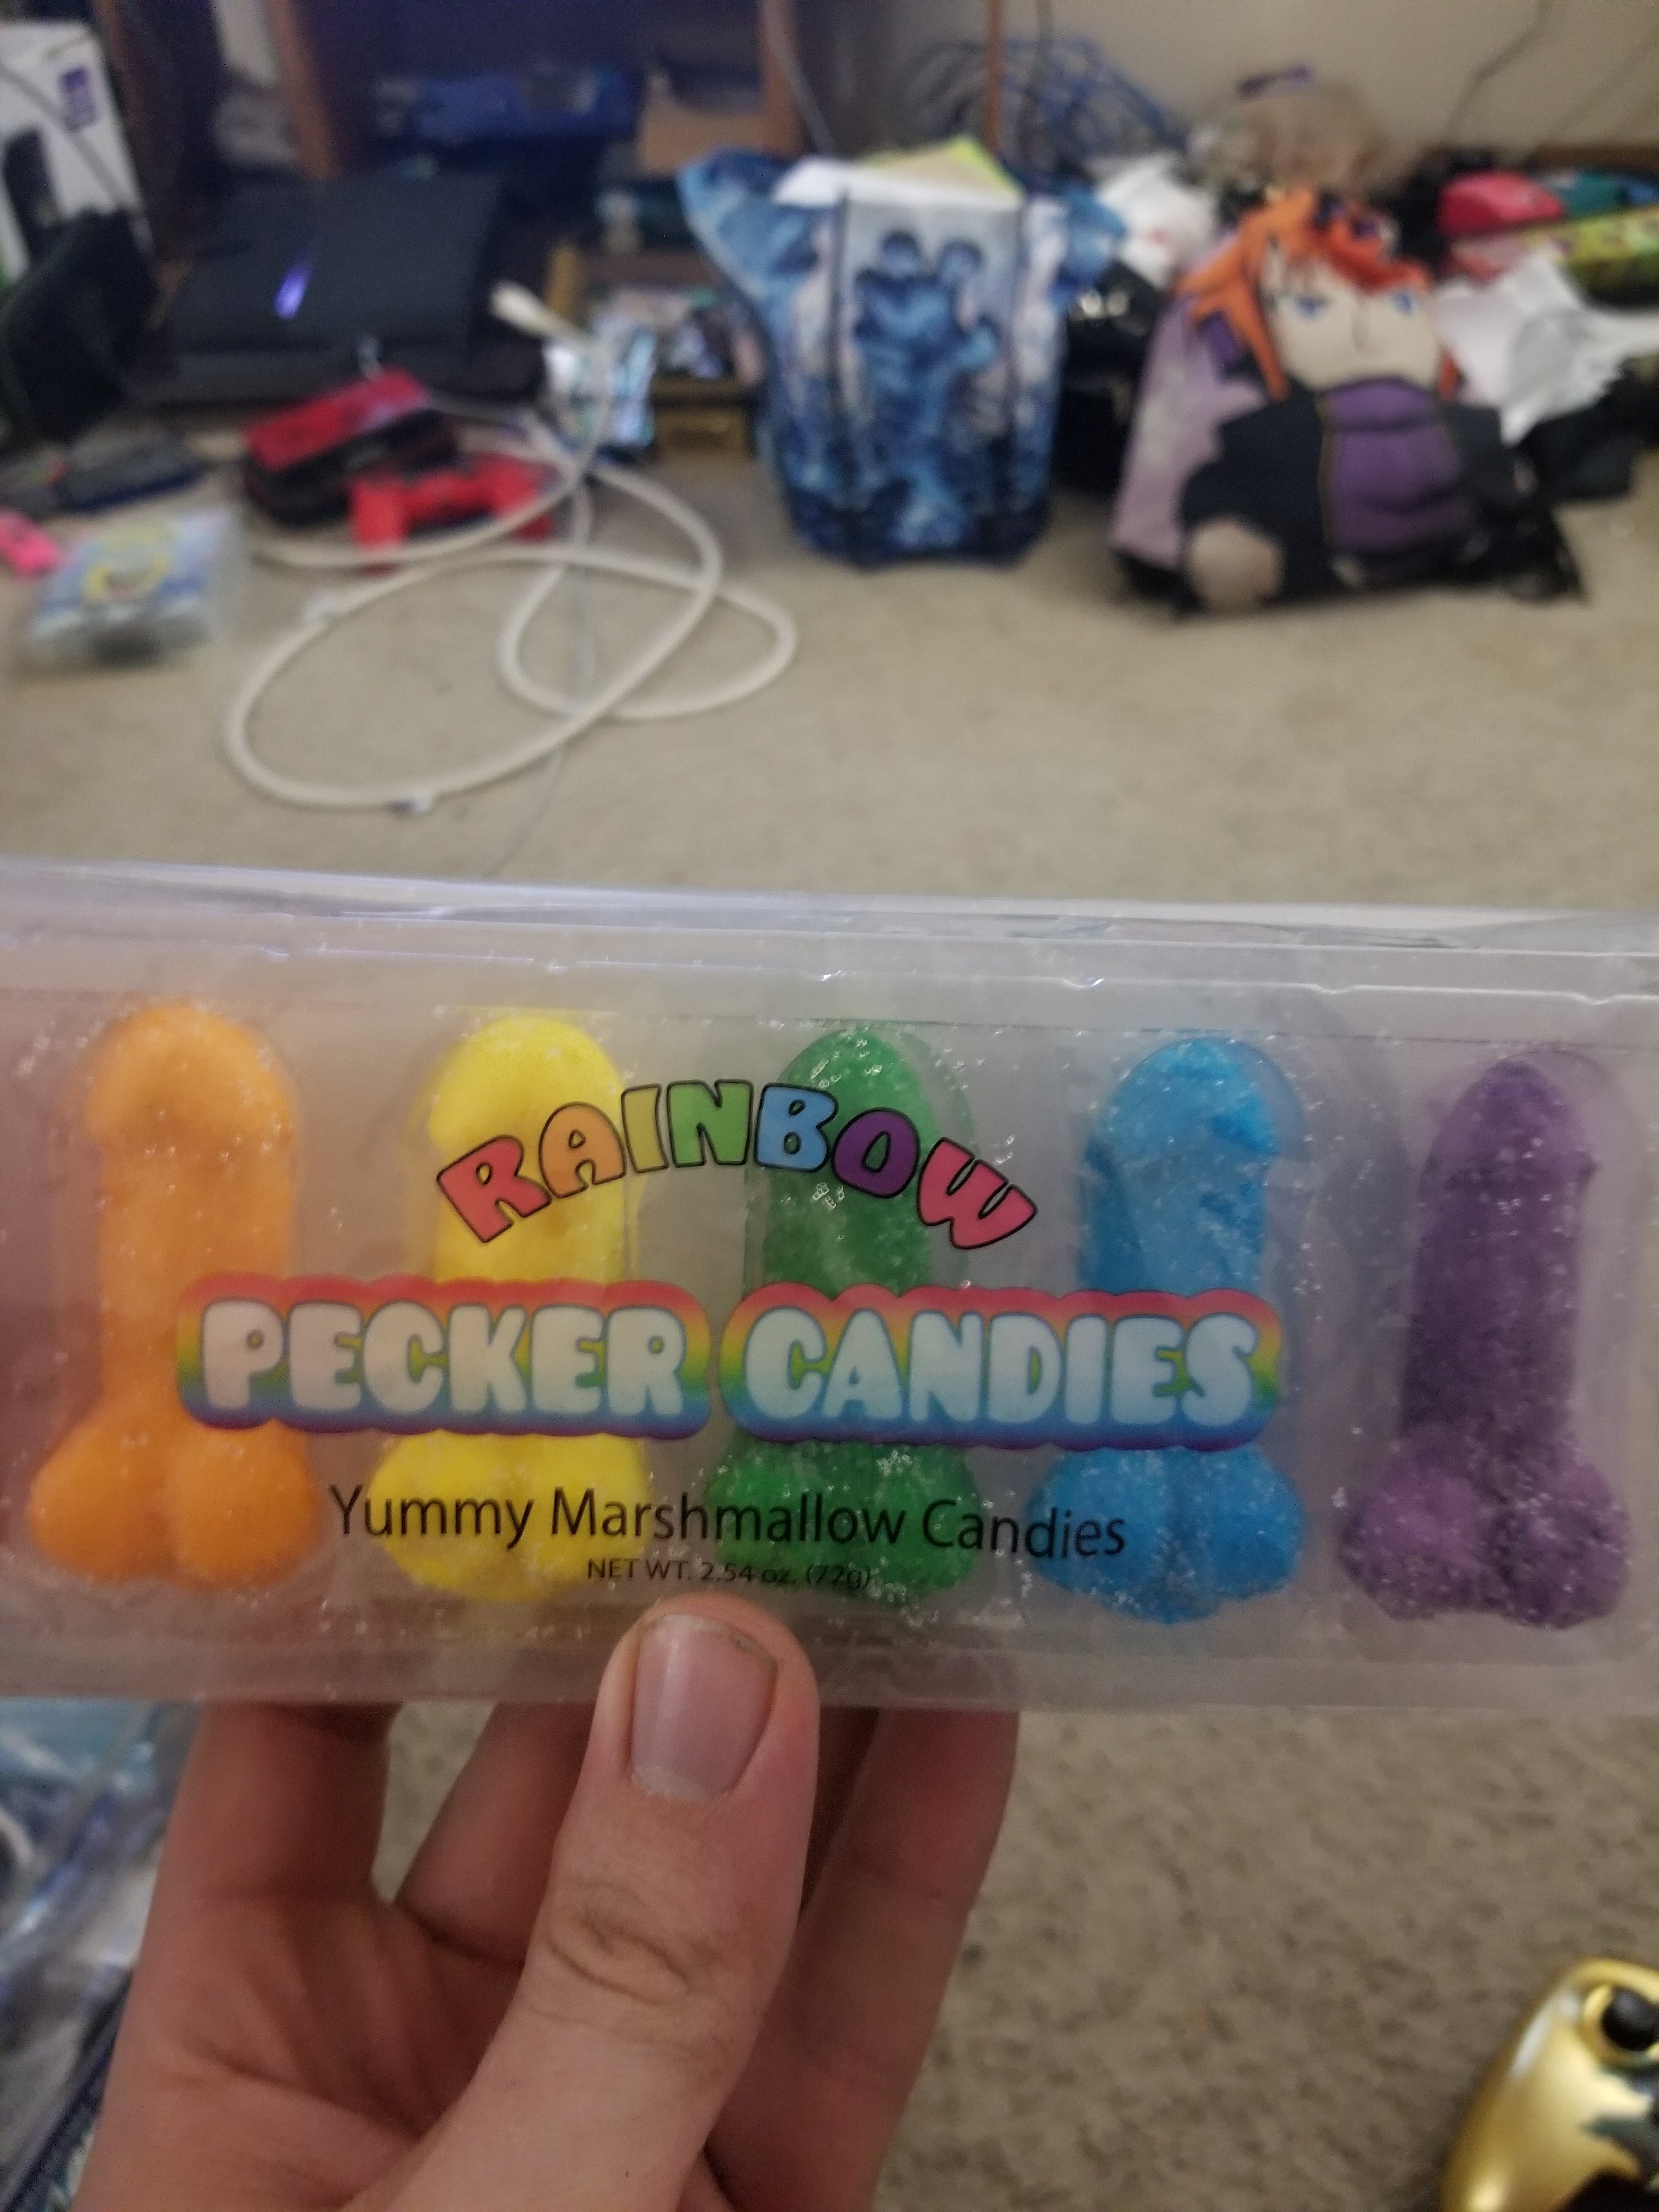 RAINBOW
PECKER CANDIES
Yummy Marshmallow Candies
NET WT. 2.54 oz. (72g)